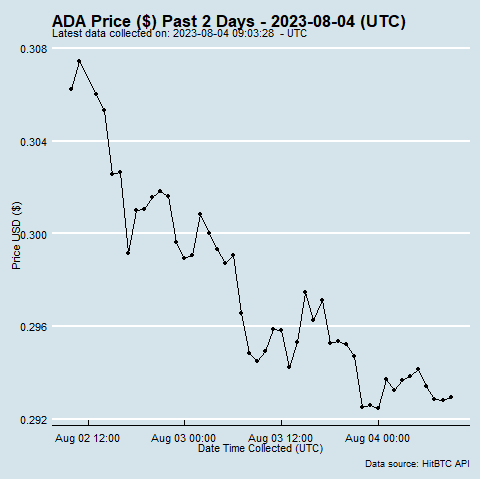 ADA Price ($) Past 2 Days - 2023-08-04 (UTC)
Latest data collected on: 2023-08-04 09:03:28 - UTC
0.308
0.304
0.300
0.296
0.292
Price USD ($)
Aug 02 12:00 Aug 03 00:00 Aug 03 12:00 Aug 04 00:00
Date Time Collected (UTC)
Data source: HitBTC API